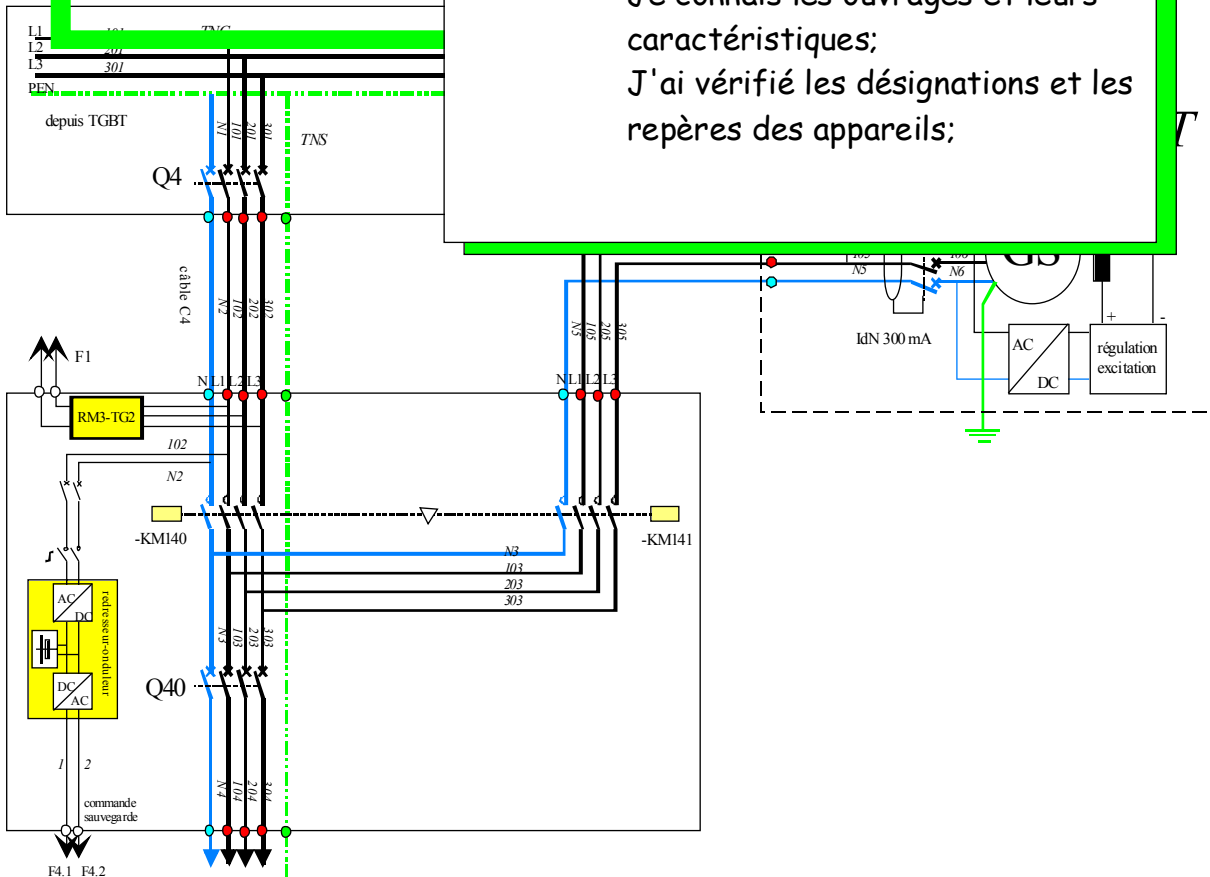 caractéristiques;
J'ai vérifié les désignations et les
repères des appareils;
L1
L2
201
L3
301
PEN
depuis TGBT
TNS
N1
101
201
301
Q4
câble C4
N2
102
202
302
F1
N L1 L2 L3
RM3-TG2
102
N2
-KM140
N3
103
203
303
redresseur-onduleur
AC
DC
DC
AC
N3
103
203
303
Q40
1
2
commande
sauvegarde
N4
104
204
304
F4.1 F4.2
N5
105
205
305
N L1 L2 L3
-KM141
N5
N6
GS
IdN 300 mA
AC
DC
+
-
régulation
excitation
T